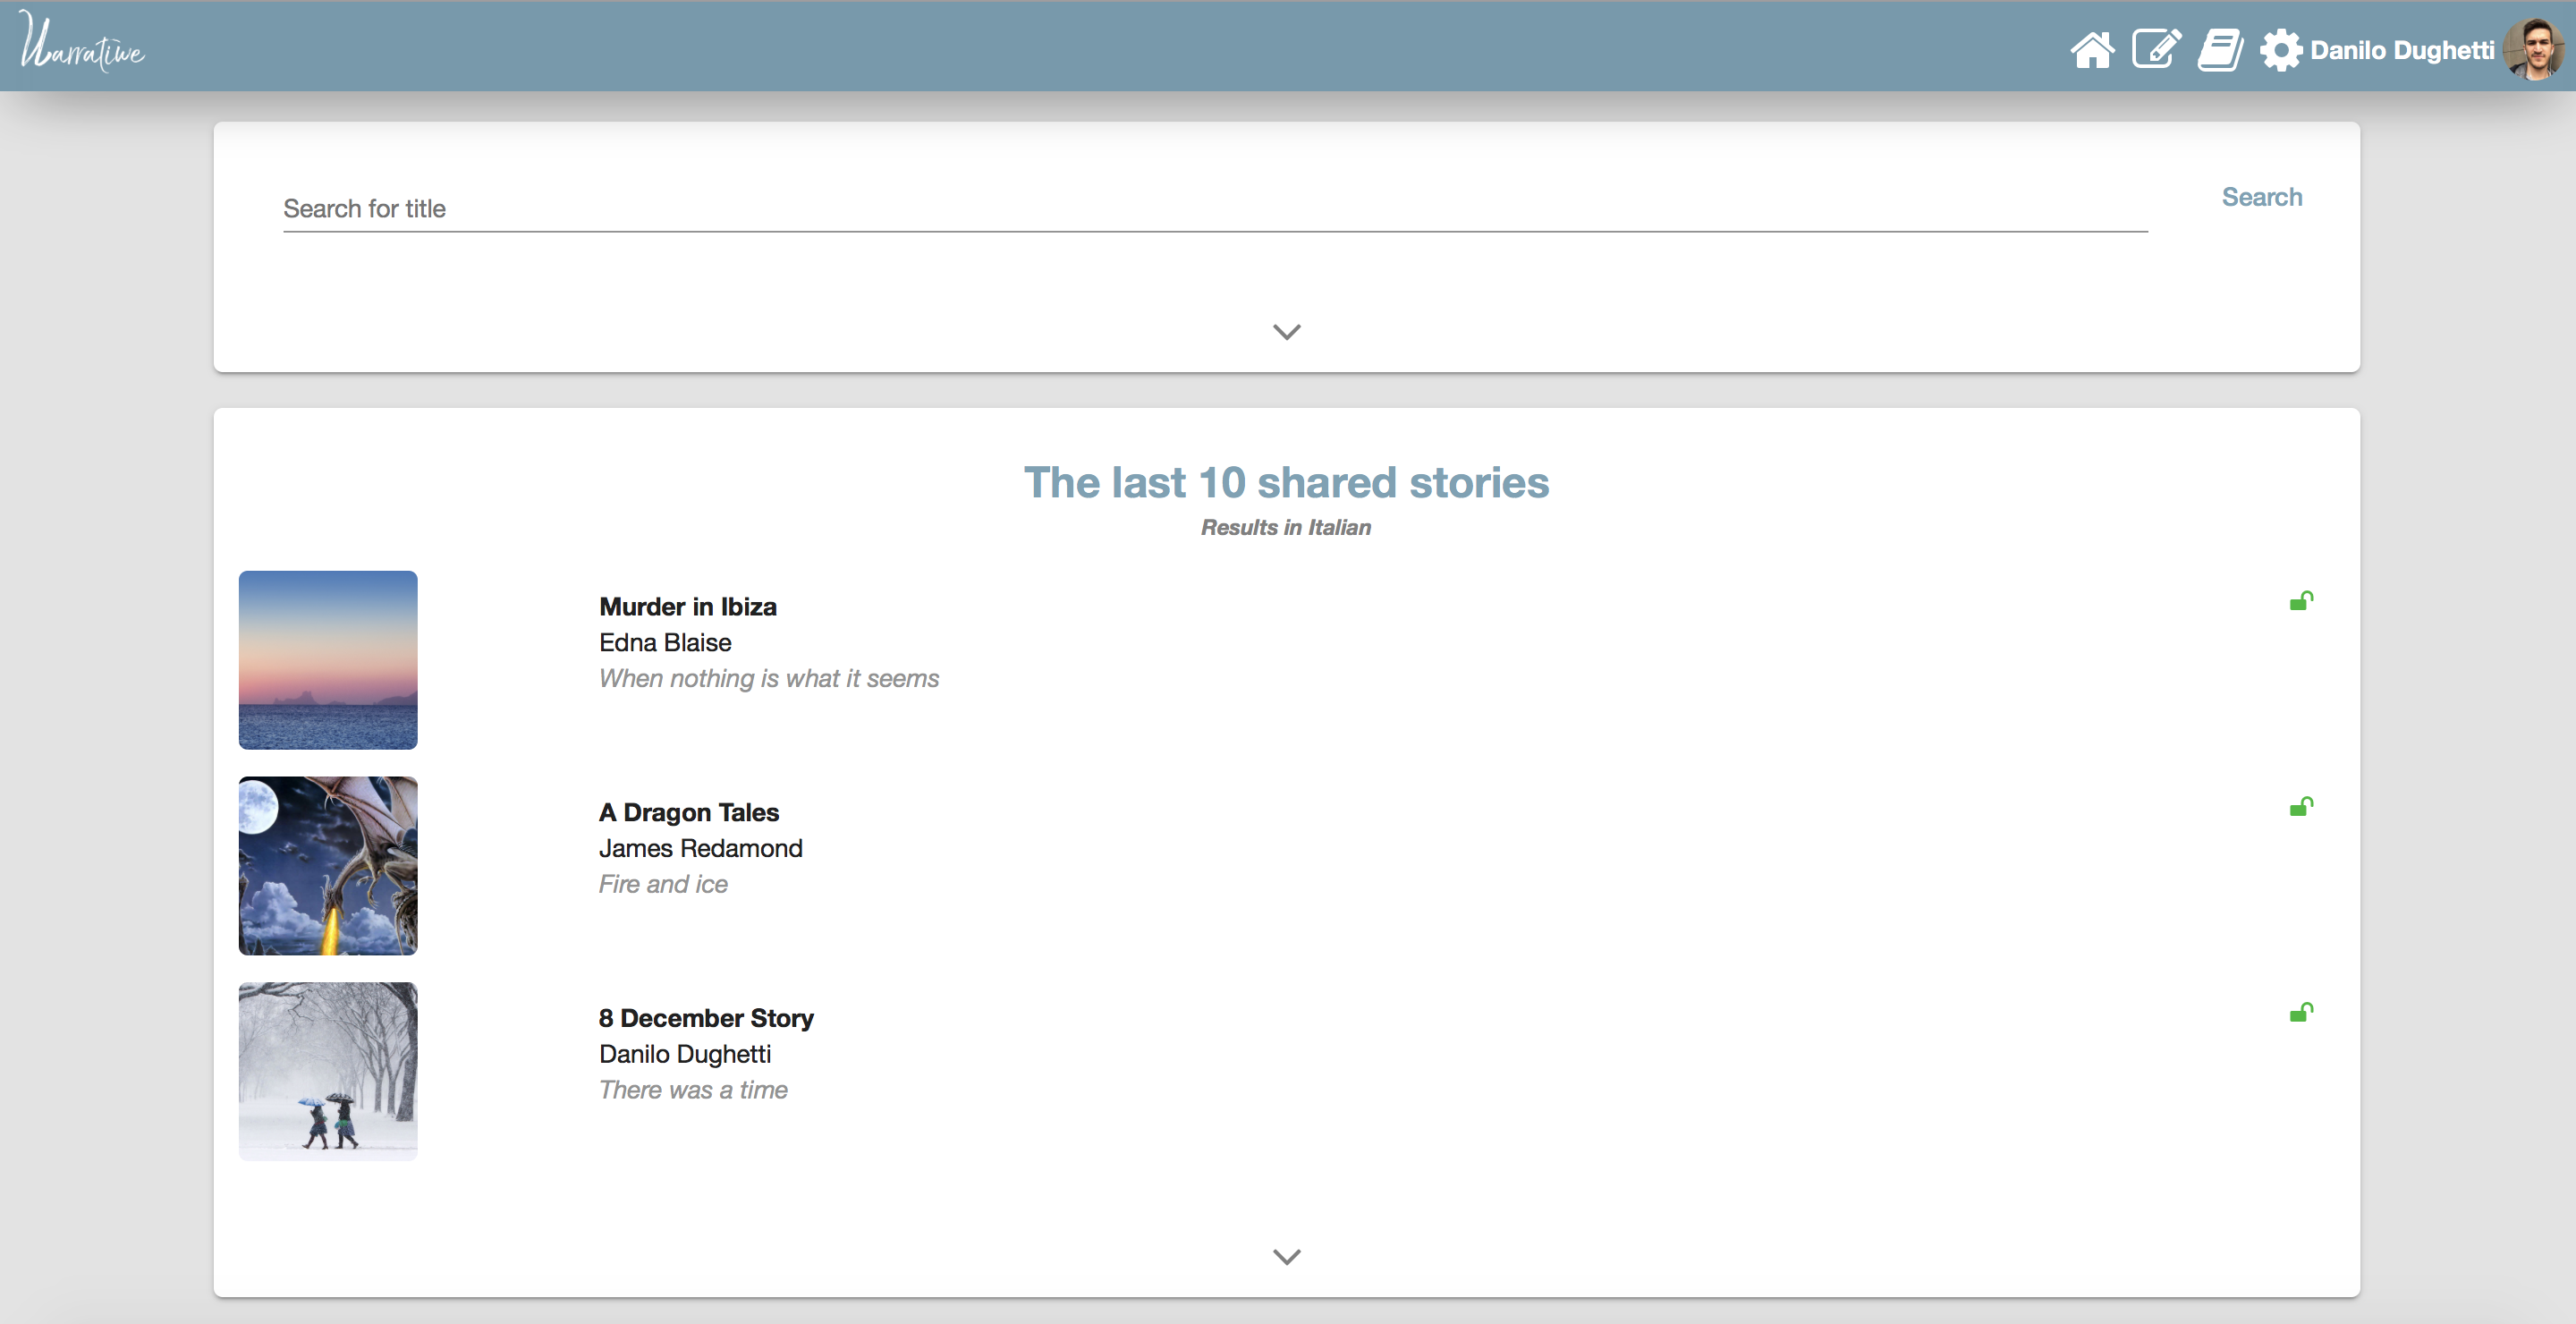 Narratiwe
Danilo Dughetti
Search for title
Search
The last 10 shared stories
Results in Italian
Murder in Ibiza
Edna Blaise
When nothing is what it seems
A Dragon Tales
James Redamond
Fire and ice
8 December Story
Danilo Dughetti
There was a time